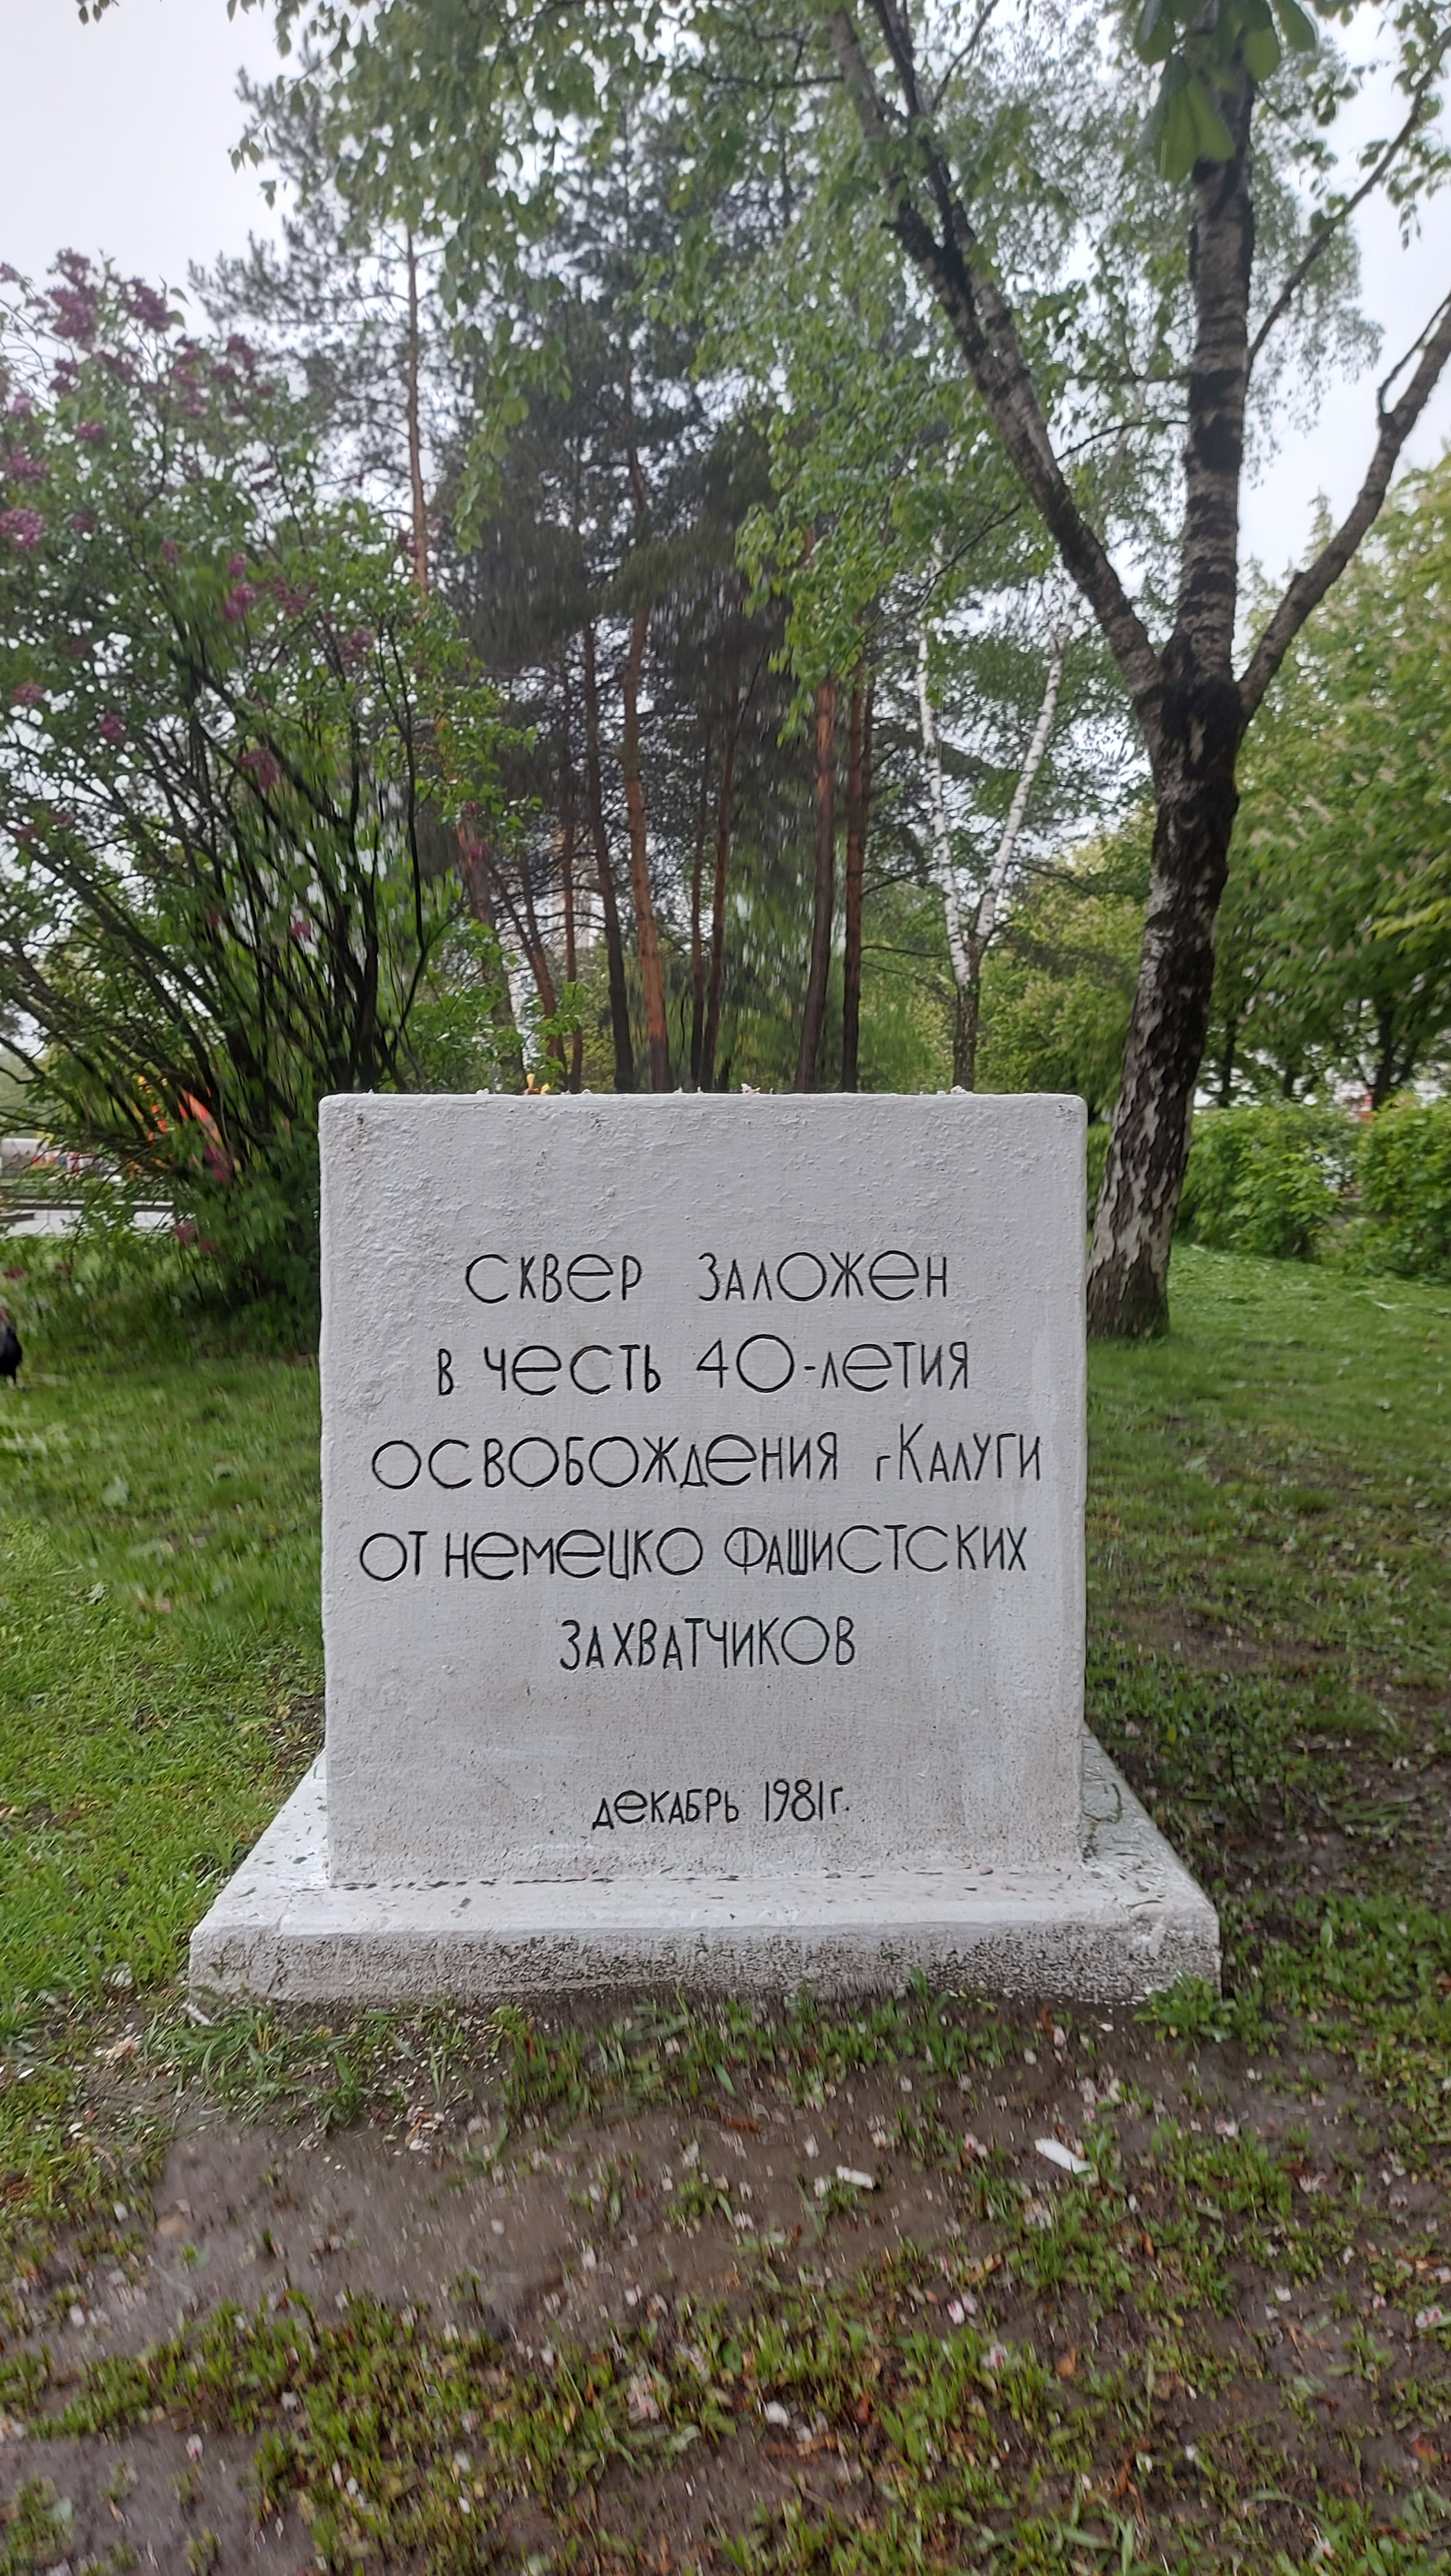 Сквер заложен
в честь 40-летия
освобождения г Калуги
от немецко фашистских
захватчиков
декабрь 1981г.